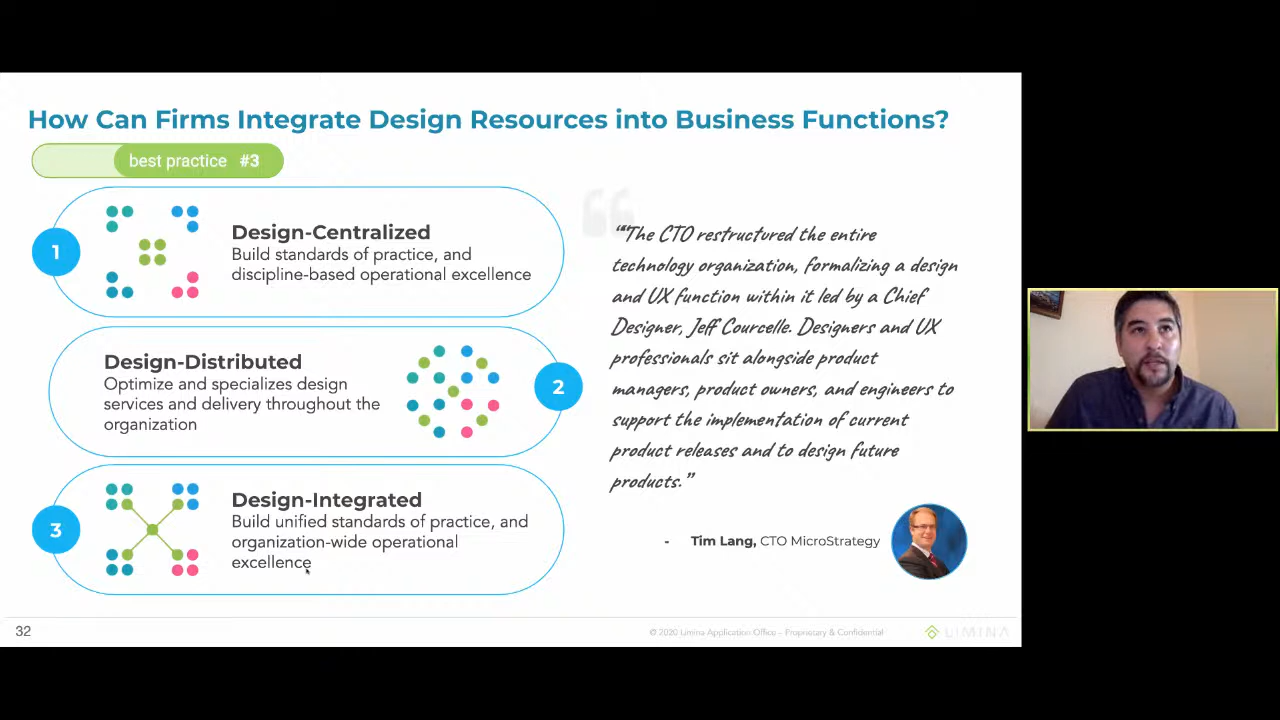 How Can Firms Integrate Design Resources into Business Functions?
best practice #3
1
Design-Centralized
Build standards of practice, and
discipline-based operational excellence
Design-Distributed
Optimize and specializes design
services and delivery throughout the
organization
2
3
Design-Integrated
Build unified standards of practice, and
organization-wide operational
excellence
““The CTO restructured the entire
technology organization, formalizing a design
and UX function within it led by a Chief
Designer, Jeff Courcelle. Designers and UX
professionals sit alongside product
managers, product owners, and engineers to
support the implementation of current
product releases and to design future
products.”
- Tim Lang, CTO MicroStrategy
32
© 2020 Limina Application Office – Proprietary & Confidential
LIMINA